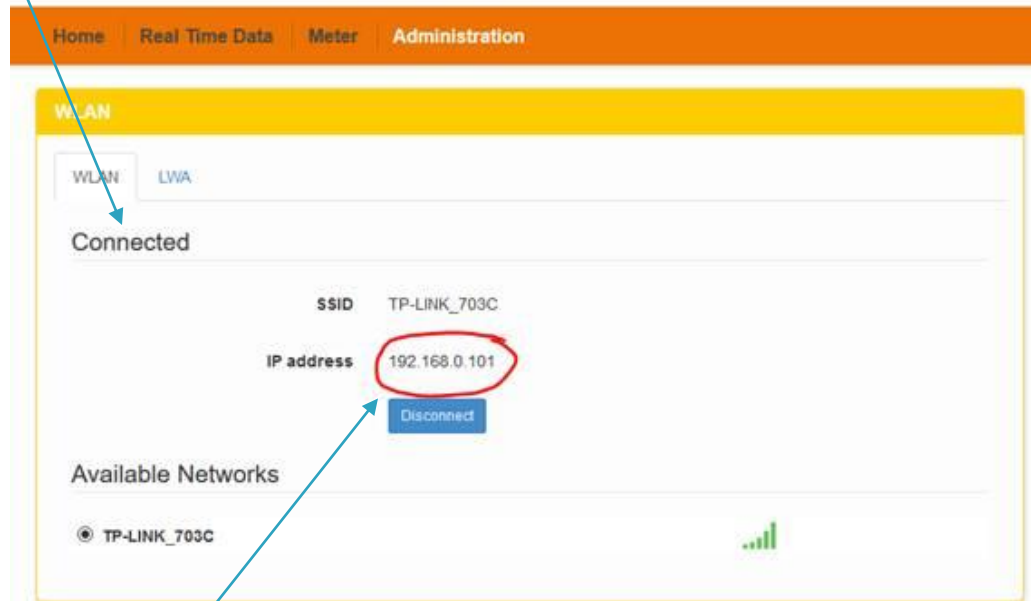 Home Real Time Data Meter Administration
WLAN
WLAN LWA
Connected
SSID TP-LINK_703C
IP address 192.168.0.101
Disconnect
Available Networks
TP-LINK_703C